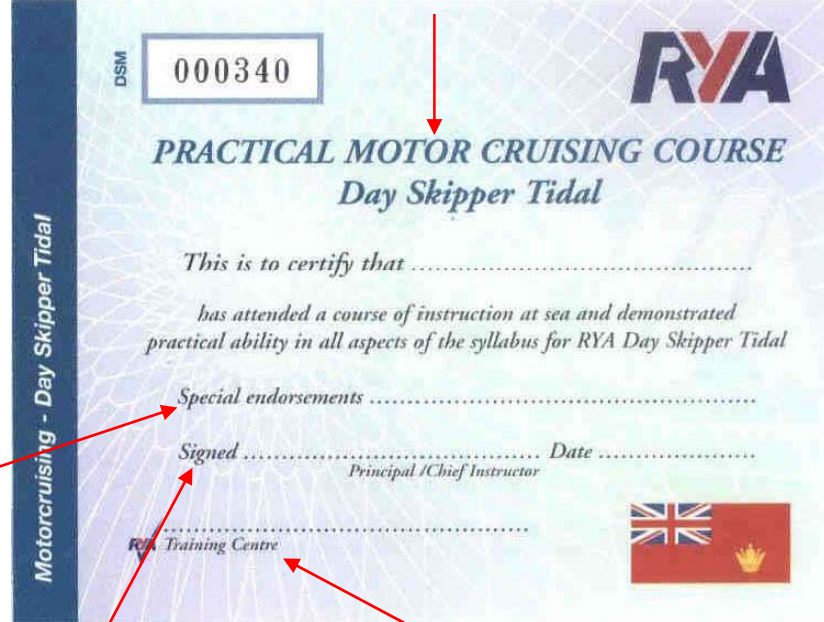 DSM
000340
RYA
PRACTICAL MOTOR CRUISING COURSE
Day Skipper Tidal
This is to certify that ............................................
has attended a course of instruction at sea and demonstrated
practical ability in all aspects of the syllabus for RYA Day Skipper Tidal
Special endorsements ......................................................
Signed .......................................... Date ......................
Principal /Chief Instructor
....................................................
RYA Training Centre
Motorcruising - Day Skipper Tidal